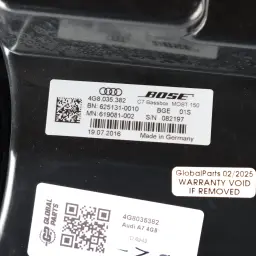 BOSE
4G8.035.382
C7 Bassbox MOST 150
BN: 625131-0010
BGE 01S
MN: 619081-002
S/N: 082197
19.07.2016
Made in Germany
GlobalParts 02/2025
WARRANTY VOID
IF REMOVED
GLOBAL
PARTS
4G8035382
Audi A7 4G8